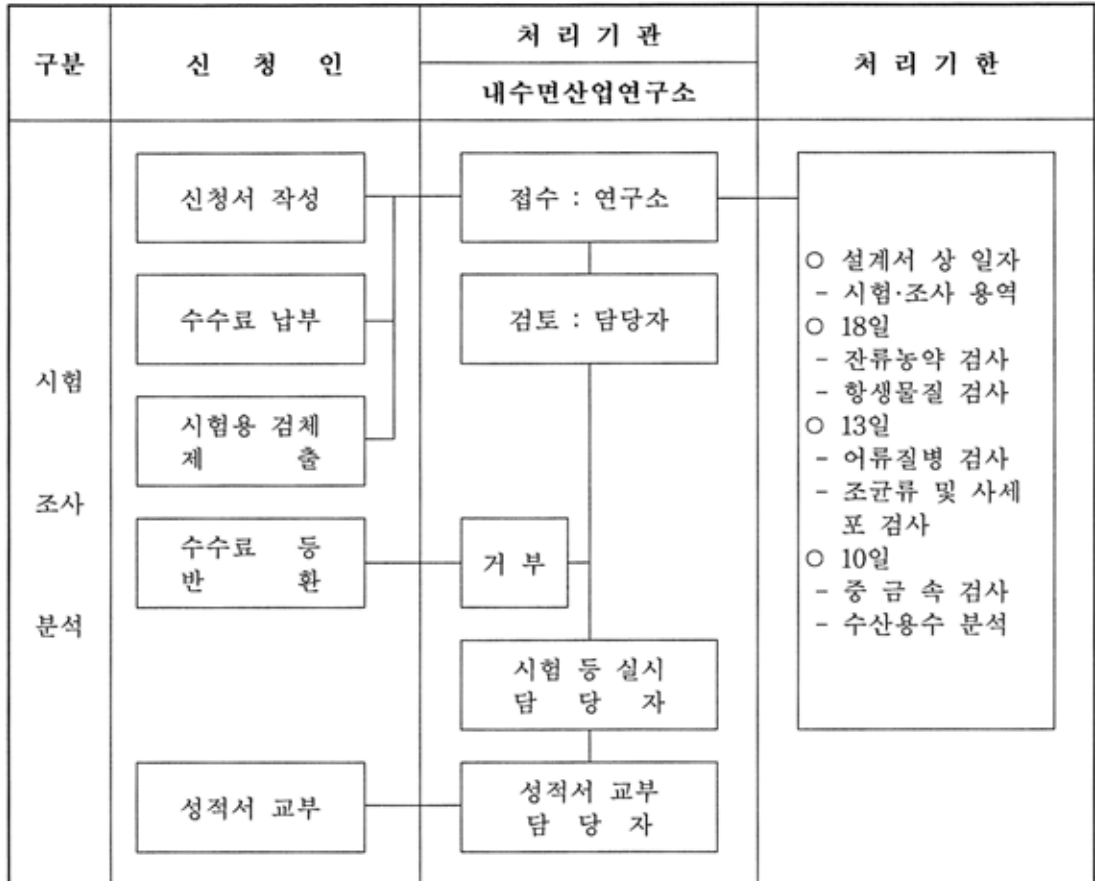 구분
신 청 인
처 리 기 관
내수면산업연구소
처 리 기 한
시험
조사
분석
신청서 작성
수수료 납부
시험용 검체
제 출
수수료 등
반 환
성적서 교부
접수 : 연구소
검토 : 담당자
거 부
시험 등 실시
담 당 자
성적서 교부
담 당 자
○ 설계서 상 일자
- 시험·조사 용역
○ 18일
- 잔류농약 검사
- 항생물질 검사
○ 13일
- 어류질병 검사
- 조균류 및 사세
포 검사
○ 10일
- 중 금 속 검사
- 수산용수 분석